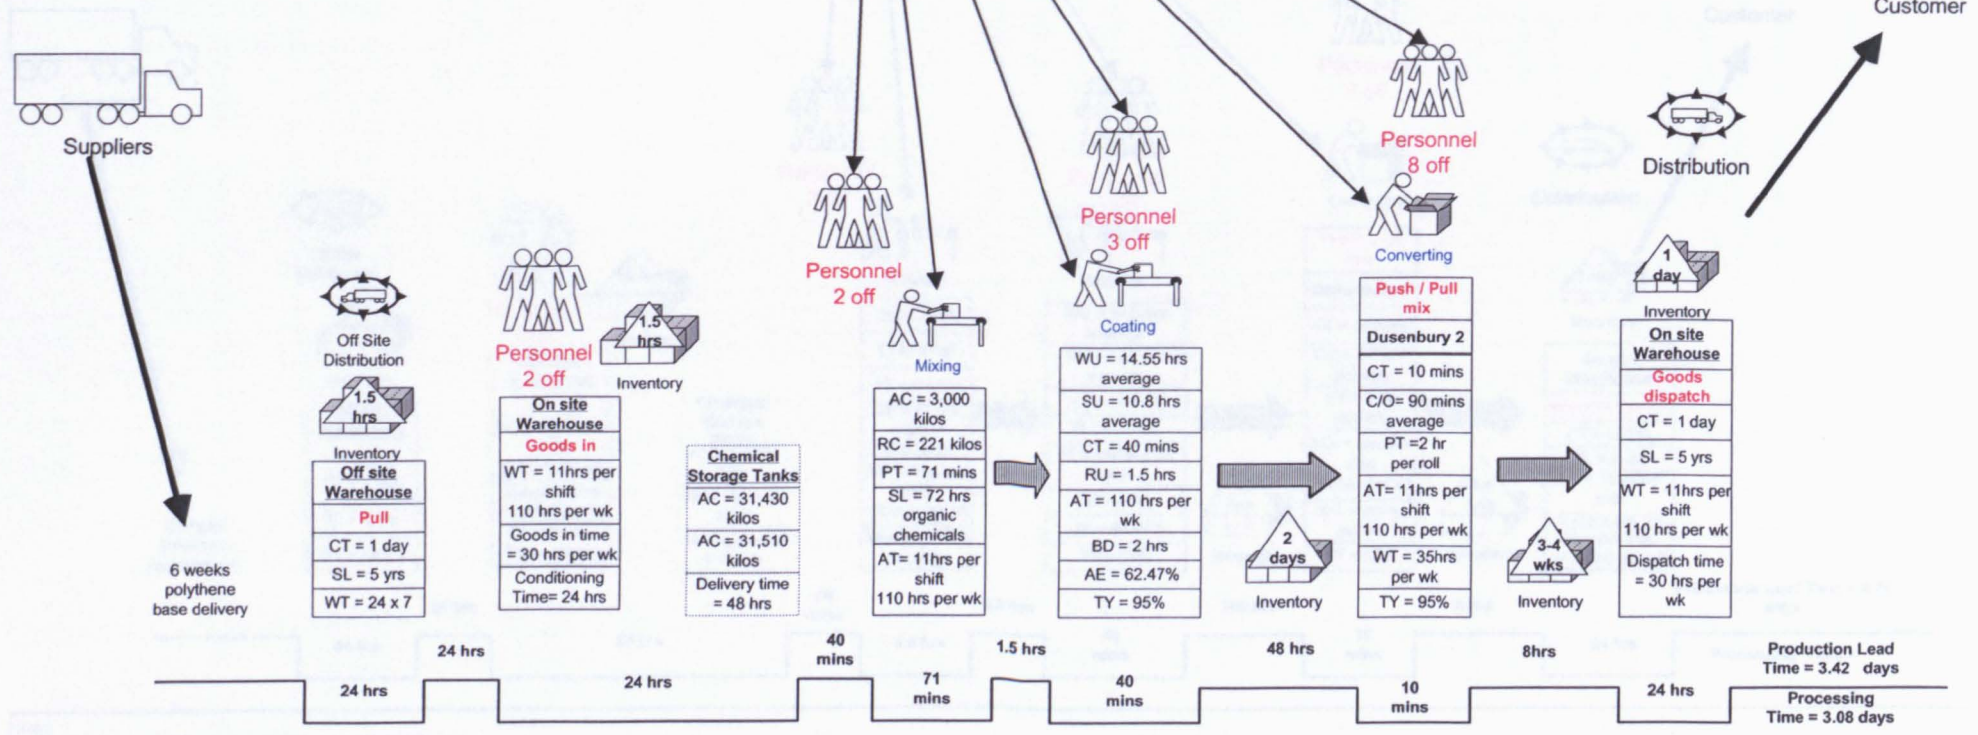 Customer
Suppliers
6 weeks
polythene
base delivery
Off Site
Distribution
1.5
hrs
Inventory
Off site
Warehouse
Pull
CT = 1 day
SL = 5 yrs
WT = 24 x 7
Personnel
2 off
1.5
hrs
Inventory
On site
Warehouse
Goods in
WT = 11hrs per
shift
110 hrs per wk
Goods in time
= 30 hrs per wk
Conditioning
Time= 24 hrs
Chemical
Storage Tanks
AC = 31,430
kilos
AC = 31,510
kilos
Delivery time
= 48 hrs
Personnel
2 off
Mixing
AC = 3,000
kilos
RC = 221 kilos
PT = 71 mins
SL = 72 hrs
organic
chemicals
AT= 11hrs per
shift
110 hrs per wk
Personnel
3 off
Coating
WU = 14.55 hrs
average
SU = 10.8 hrs
average
CT = 40 mins
RU = 1.5 hrs
AT = 110 hrs per
wk
BD = 2 hrs
AE = 62.47%
TY = 95%
2
days
Inventory
Personnel
8 off
Converting
Push / Pull
mix
Dusenbury 2
CT = 10 mins
C/O= 90 mins
average
PT =2 hr
per roll
AT= 11hrs per
shift
110 hrs per wk
WT = 35hrs
per wk
TY = 95%
3-4
wks
Inventory
Distribution
1
day
Inventory
On site
Warehouse
Goods
dispatch
CT = 1 day
SL = 5 yrs
WT = 11hrs per
shift
110 hrs per wk
Dispatch time
= 30 hrs per
wk
24 hrs
24 hrs
24 hrs
40
mins
71
mins
1.5 hrs
40
mins
48 hrs
10
mins
8hrs
24 hrs
Production Lead
Time = 3.42 days
Processing
Time = 3.08 days